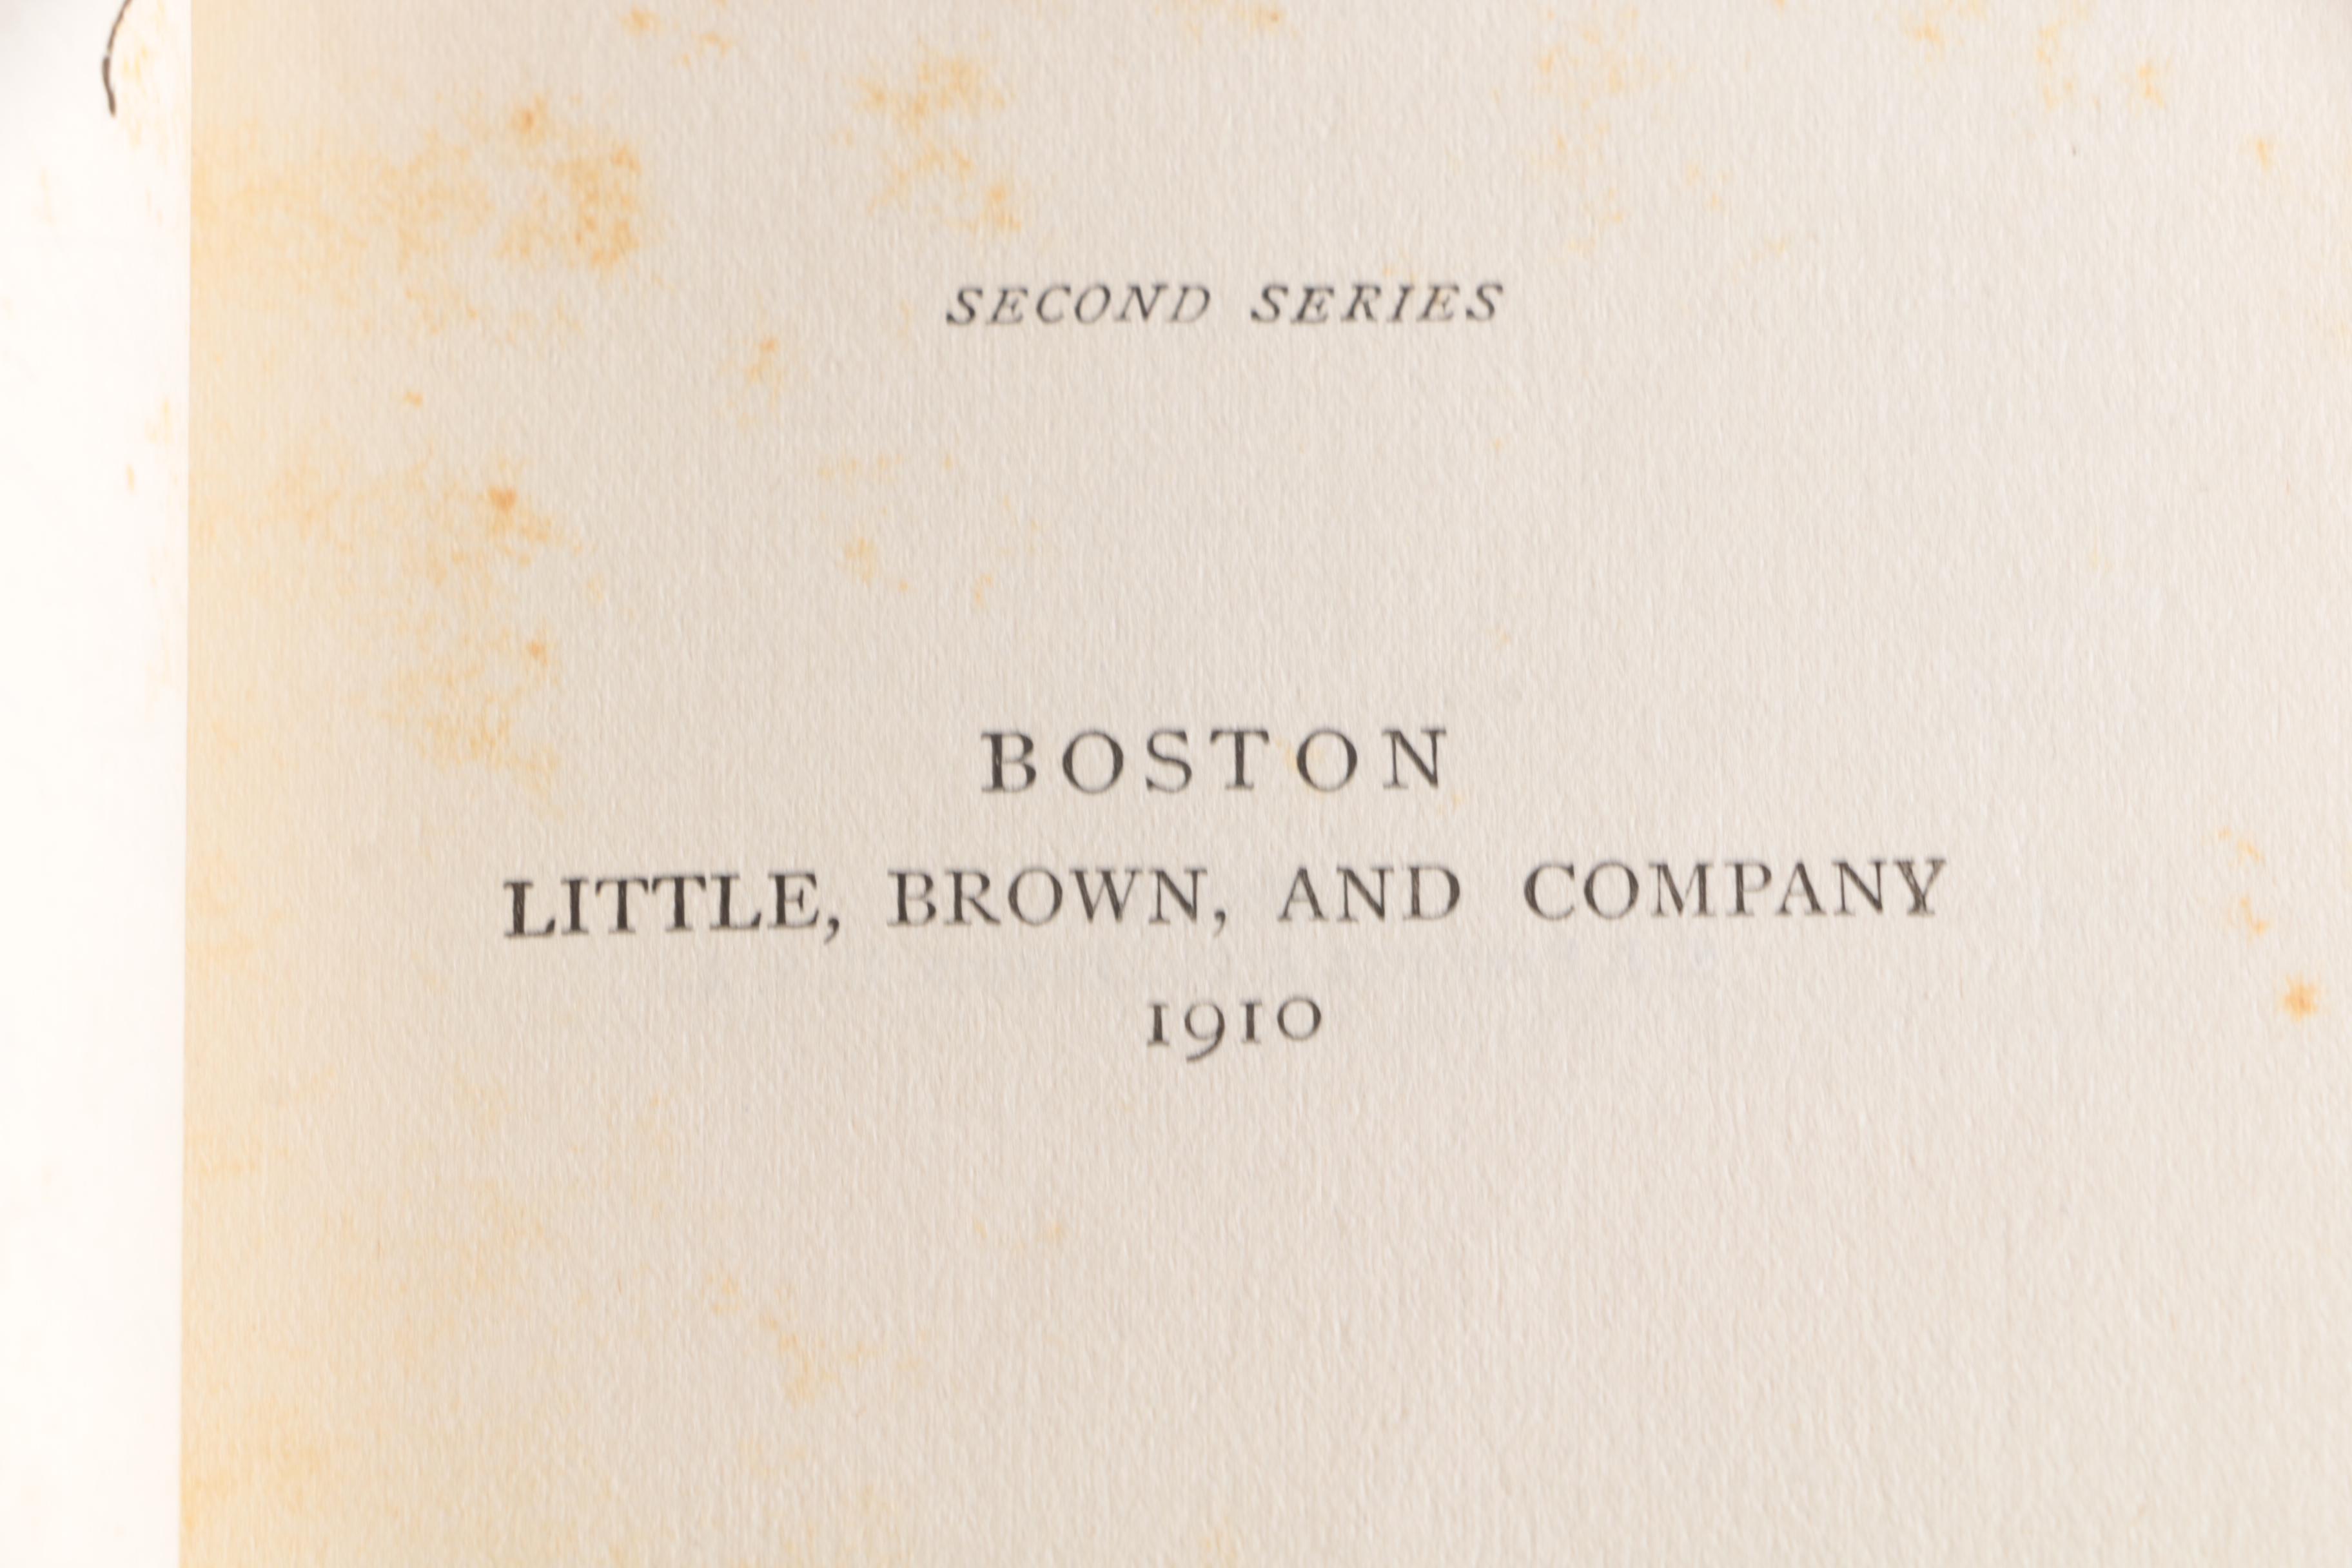 SECOND SERIES
BOSTON
LITTLE, BROWN, AND COMPANY
1910